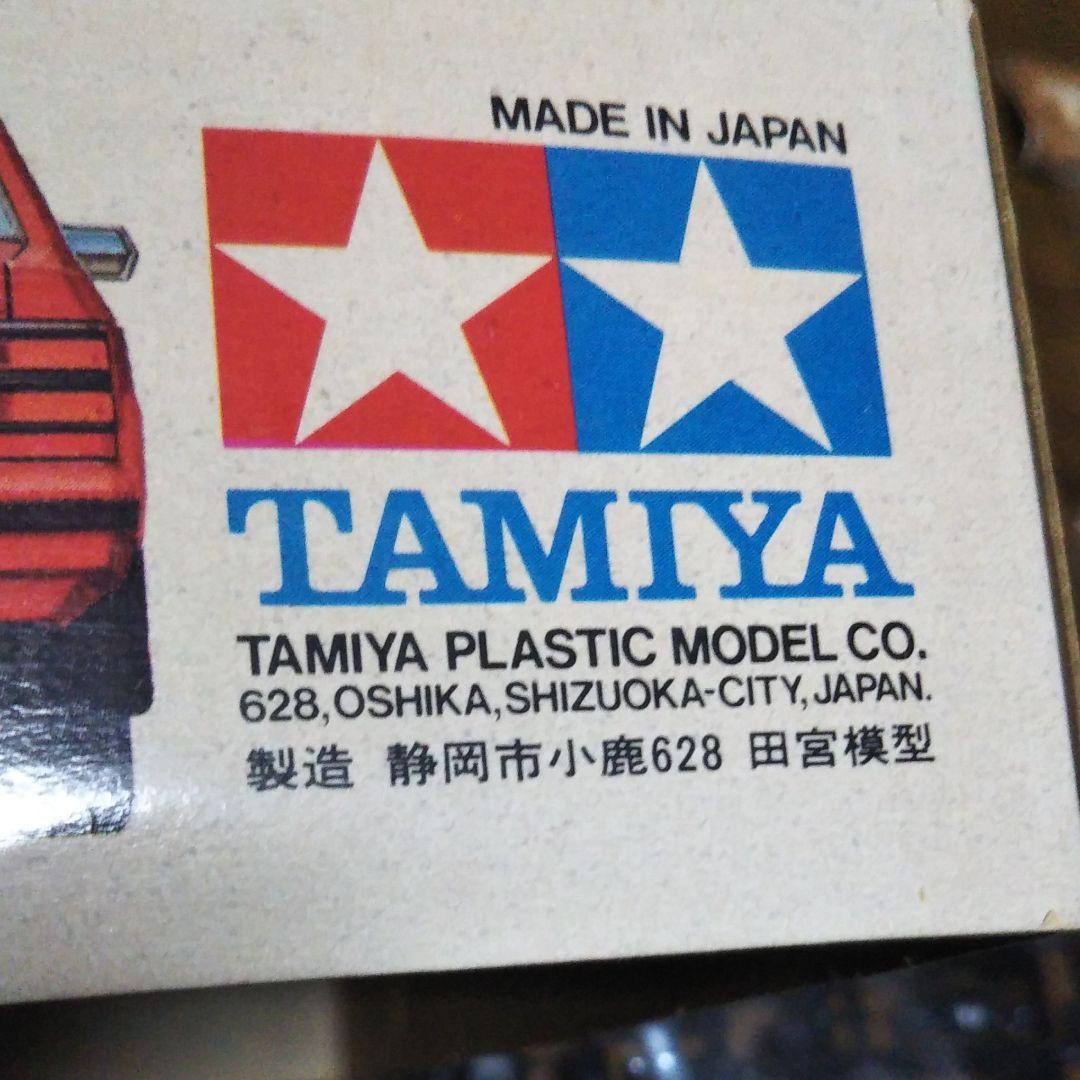 MADE IN JAPAN
TAMIYA
TAMIYA PLASTIC MODEL CO.
628, OSHIKA, SHIZUOKA-CITY, JAPAN.
製造 静岡市小鹿628 田宮模型